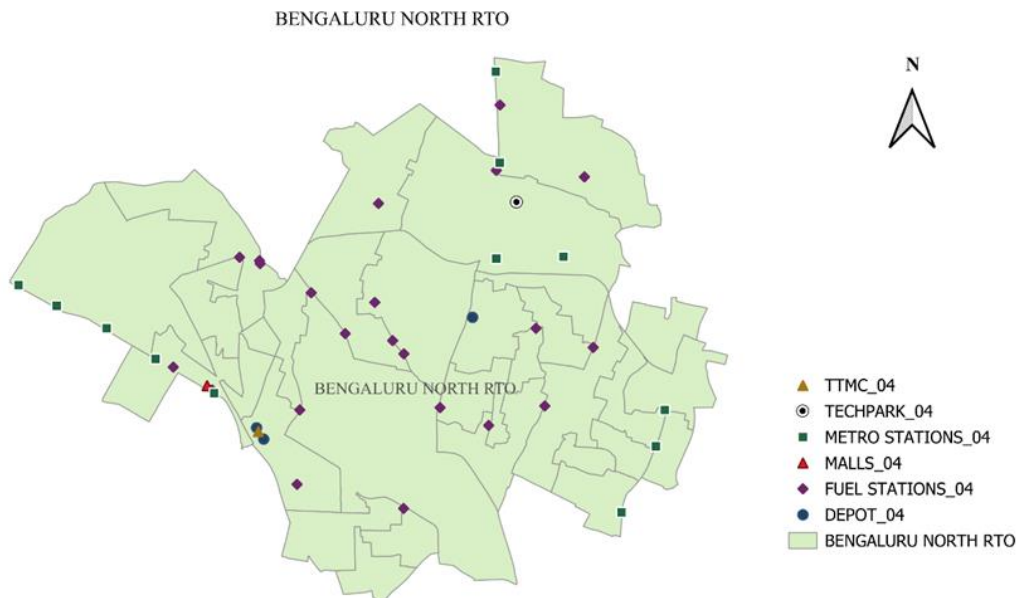 BENGALURU NORTH RTO
N
BENGALURU NORTH RTO
TTMC_04
TECHPARK_04
METRO STATIONS_04
MALLS_04
FUEL STATIONS_04
DEPOT_04
BENGALURU NORTH RTO